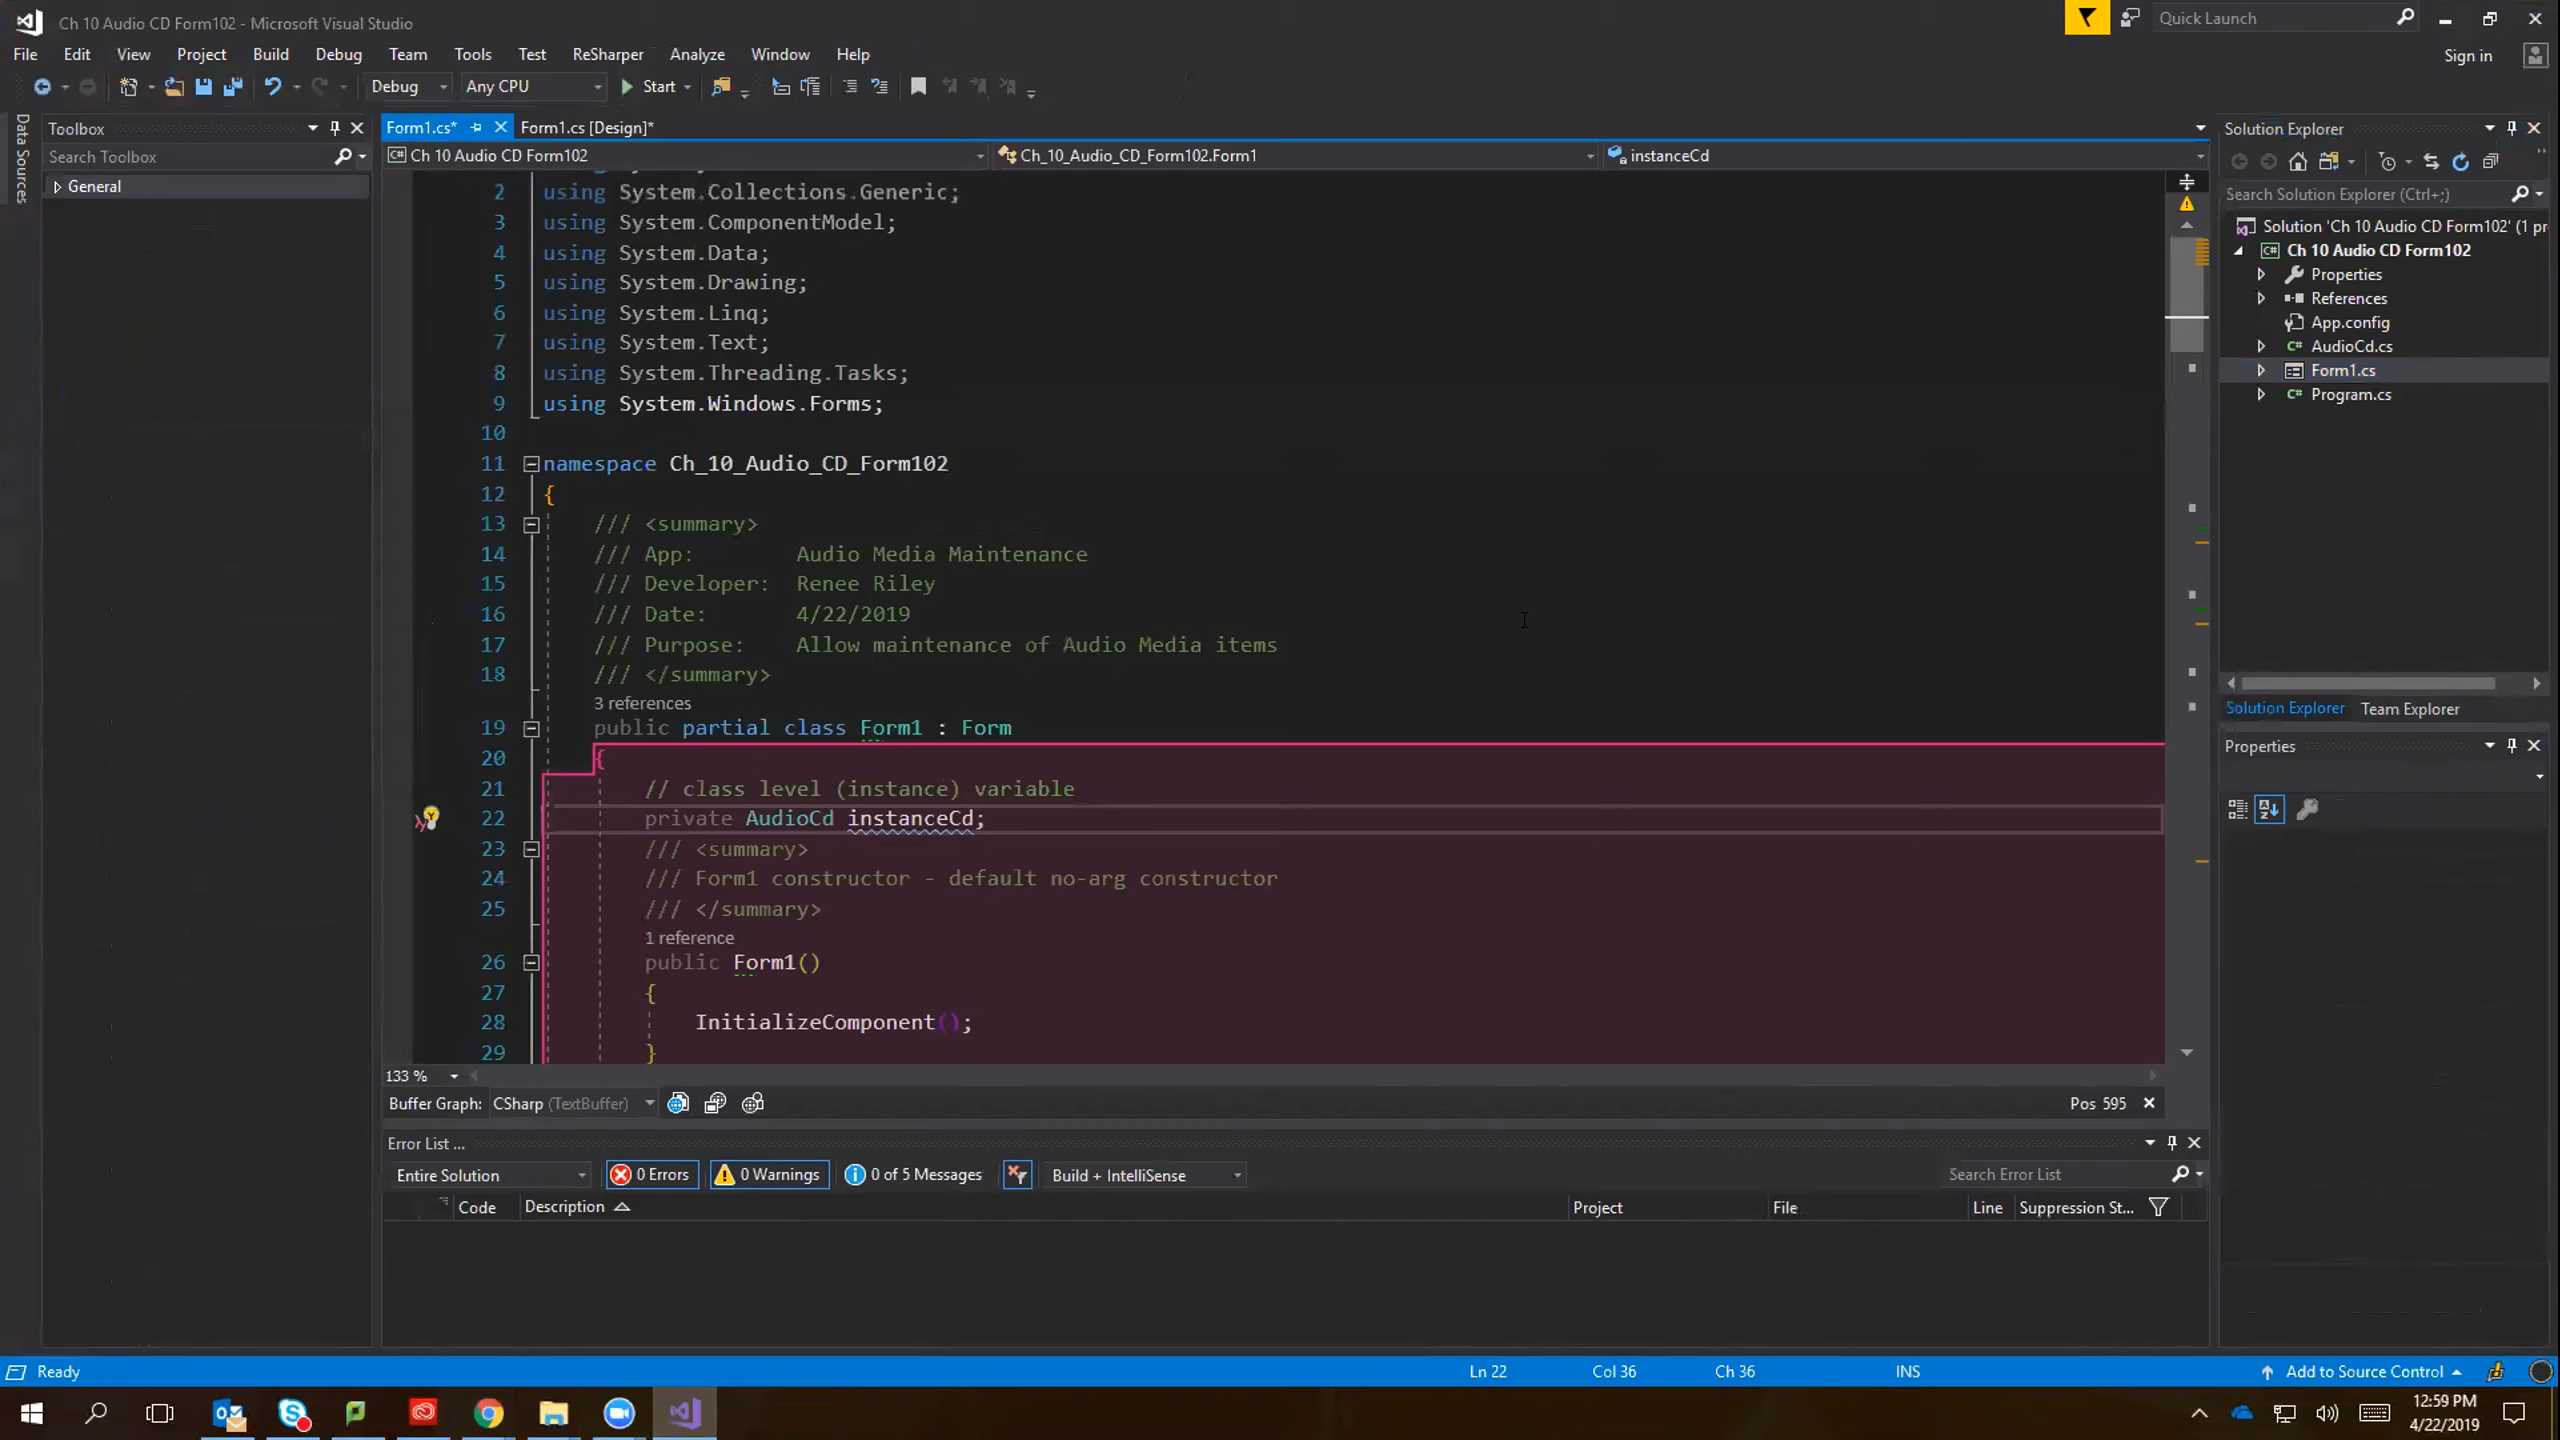 Ch 10 Audio CD Form102 - Microsoft Visual Studio
Quick Launch
File Edit View Project Build Debug Team Tools Test ReSharper Analyze Window Help
Sign in
Debug Any CPU Start
Data Sources
Toolbox
Search Toolbox
General
Form1.cs* Form1.cs [Design]*
Ch 10 Audio CD Form102 Ch_10_Audio_CD_Form102.Form1 instanceCd
2 using System.Collections.Generic;
3 using System.ComponentModel;
4 using System.Data;
5 using System.Drawing;
6 using System.Linq;
7 using System.Text;
8 using System.Threading.Tasks;
9 using System.Windows.Forms;
10
11 namespace Ch_10_Audio_CD_Form102
12 {
13 /// <summary>
14 /// App: Audio Media Maintenance
15 /// Developer: Renee Riley
16 /// Date: 4/22/2019
17 /// Purpose: Allow maintenance of Audio Media items
18 /// </summary>
3 references
19 public partial class Form1 : Form
20 {
21 // class level (instance) variable
22 private AudioCd instanceCd;
23 /// <summary>
24 /// Form1 constructor - default no-arg constructor
25 /// </summary>
1 reference
26 public Form1()
27 {
28 InitializeComponent();
29 }
133 %
Buffer Graph: CSharp (TextBuffer) Pos 595
Error List ...
Entire Solution 0 Errors 0 Warnings 0 of 5 Messages Build + IntelliSense Search Error List
Code Description Project File Line Suppression St...
Solution Explorer
Search Solution Explorer (Ctrl+;)
Solution 'Ch 10 Audio CD Form102' (1 pr
Ch 10 Audio CD Form102
Properties
References
App.config
AudioCd.cs
Form1.cs
Program.cs
Solution Explorer Team Explorer
Properties
Ready Ln 22 Col 36 Ch 36 INS Add to Source Control
12:59 PM
4/22/2019